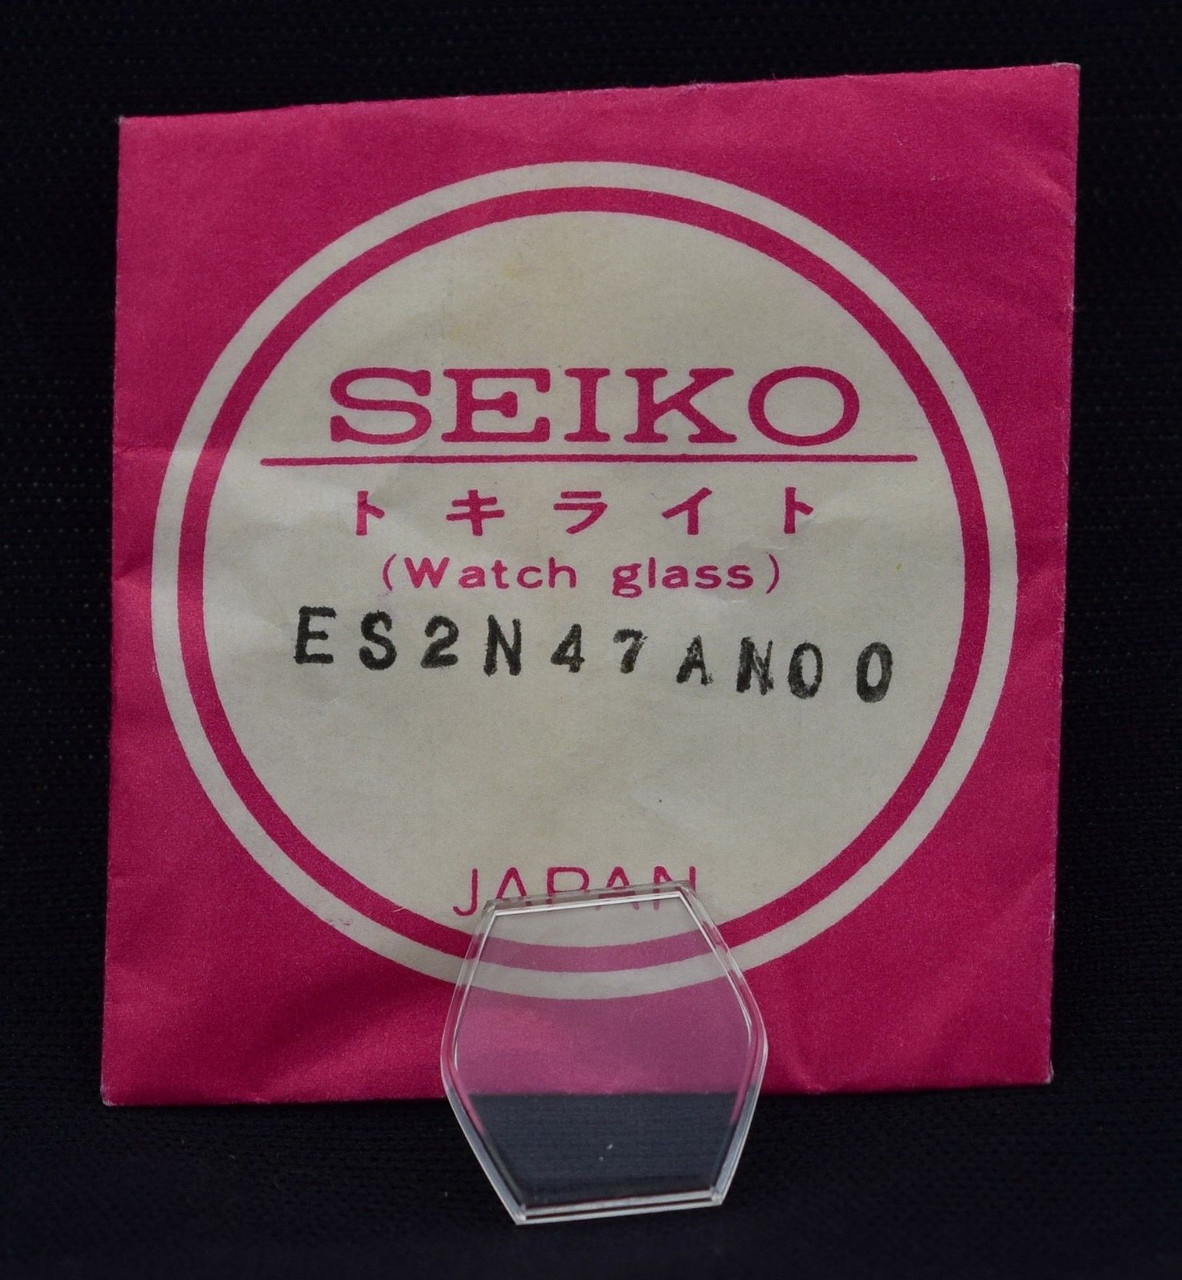 SEIKO
トキライト
(Watch glass)
ES2N47AN00
JAPAN